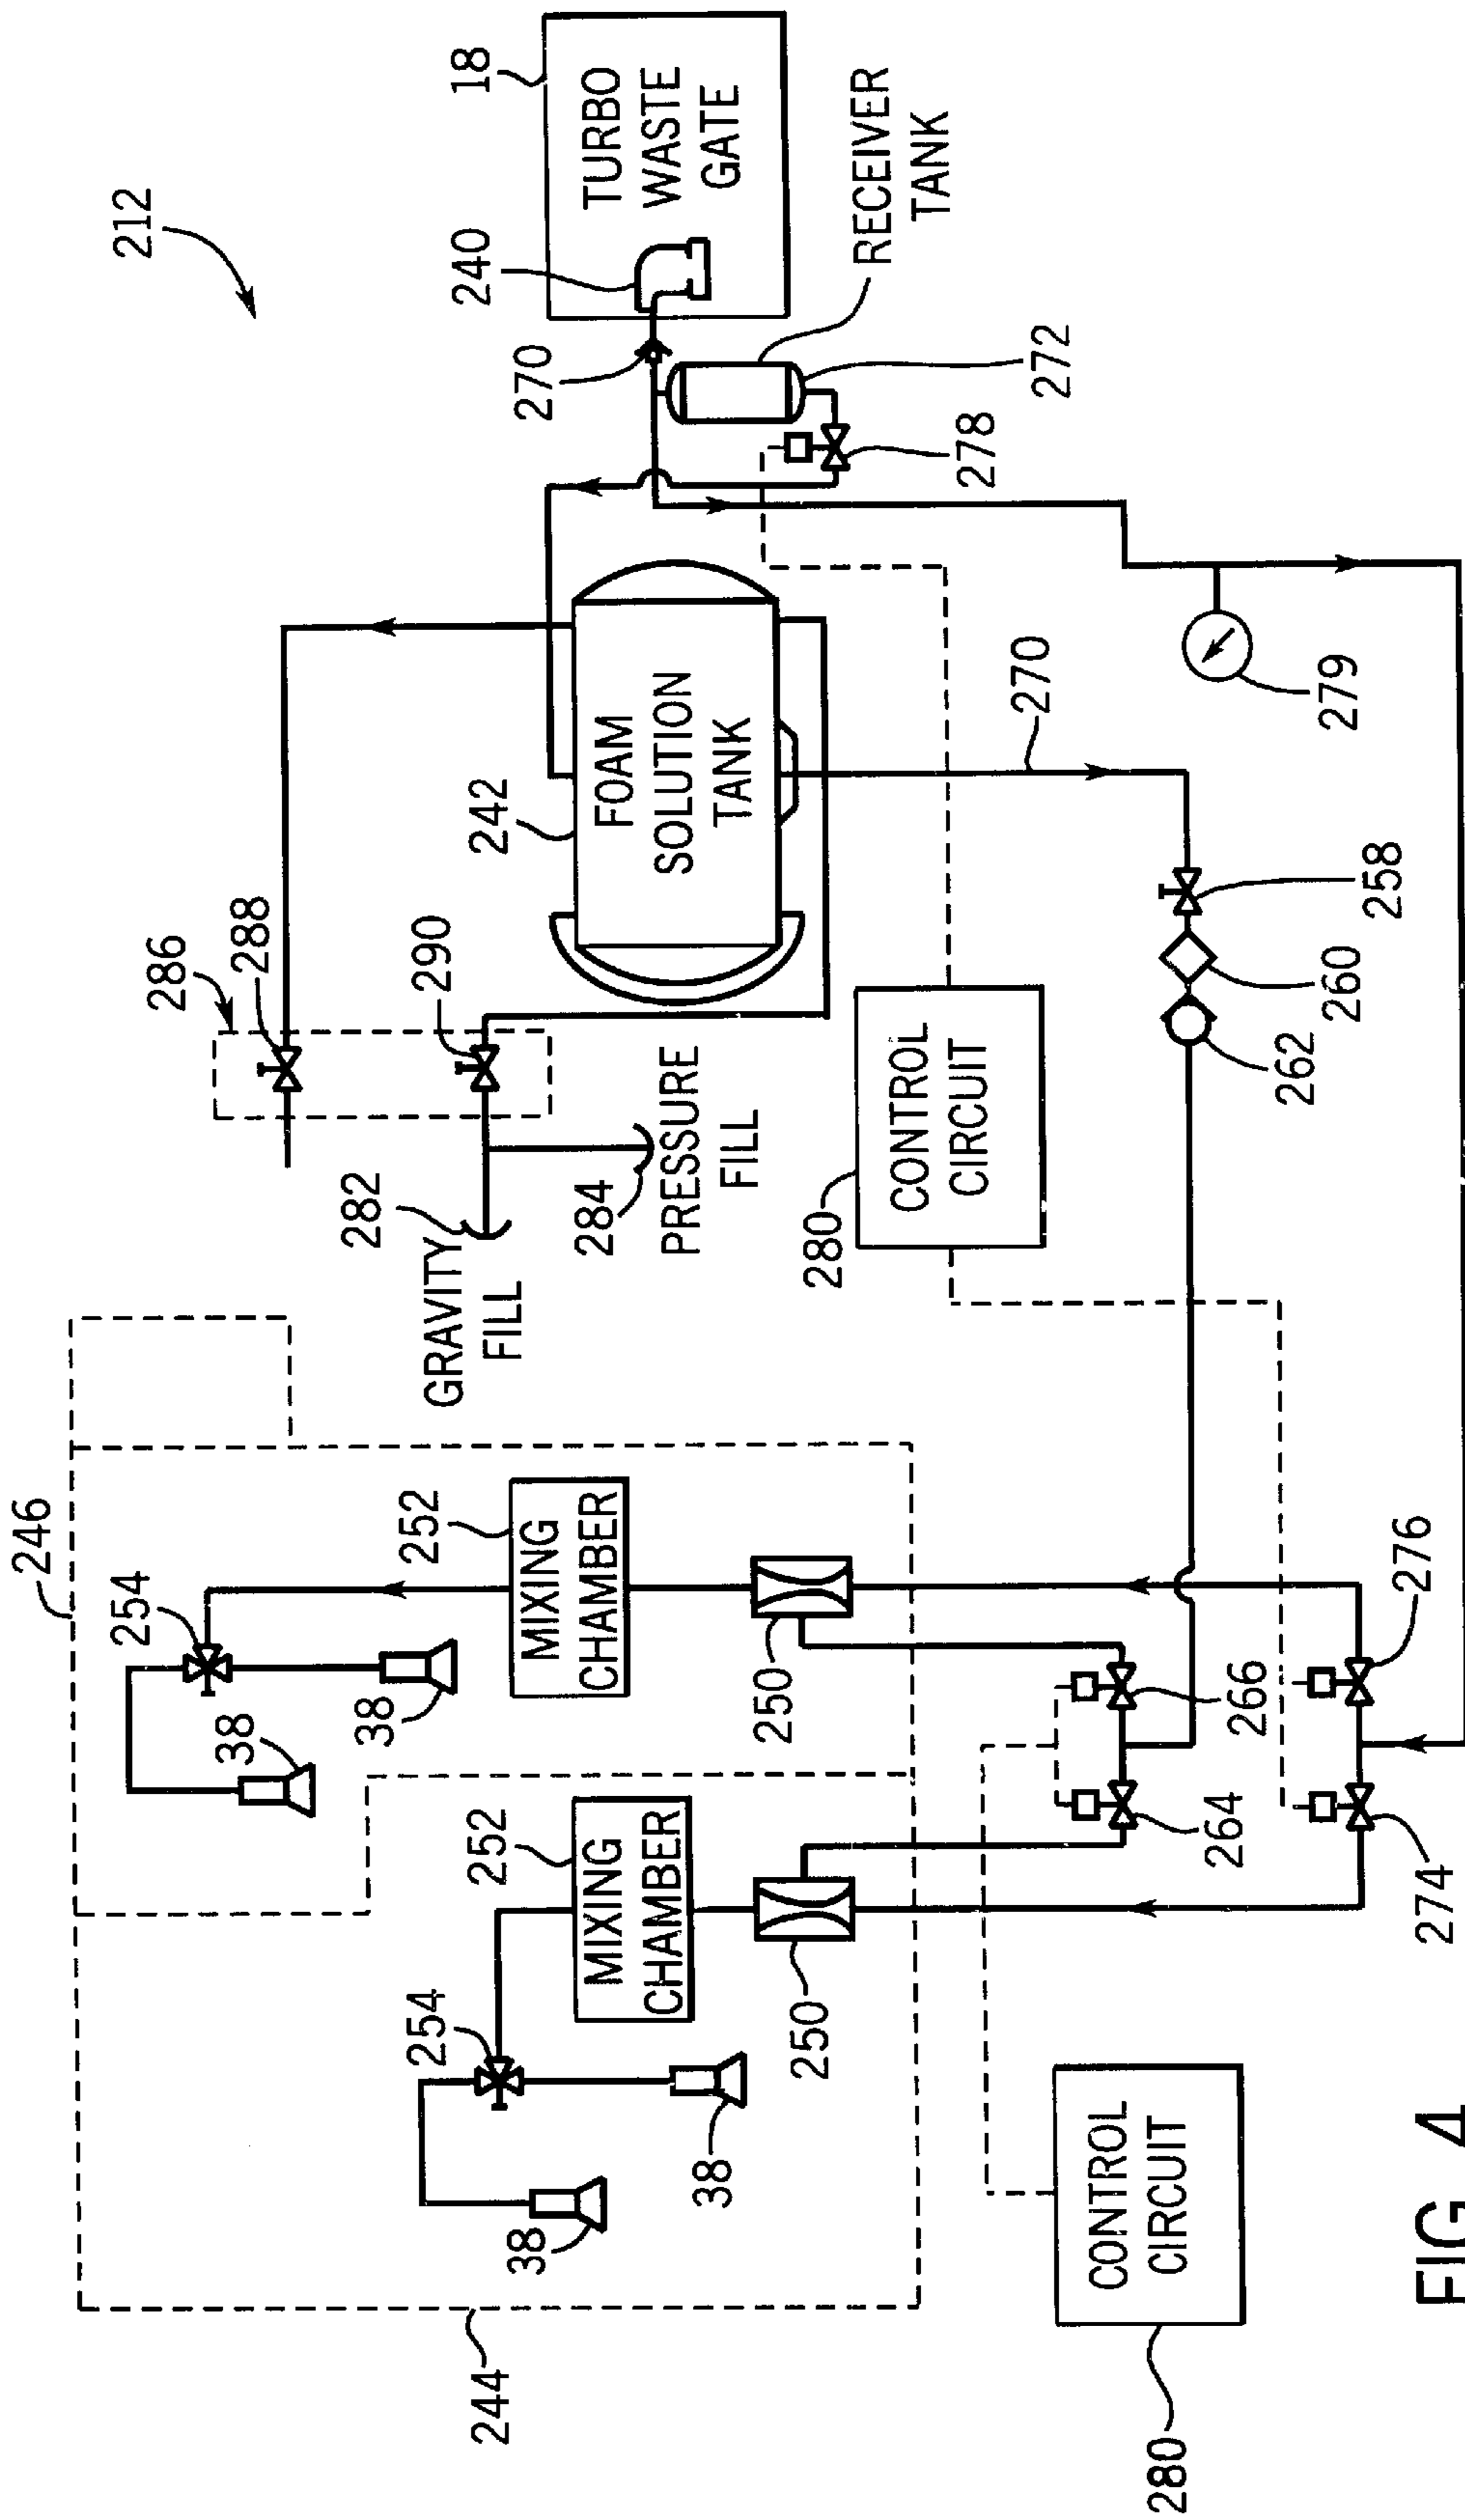 246
212
254
286
288
38
282
38
252
254
290
GRAVITY
FILL
240
18
244
252
242
MIXING
CHAMBER
38
270
284
PRESSURE
FILL
FOAM
SOLUTION
TANK
TURBO
WASTE
GATE
MIXING
CHAMBER
38
250
250
280
CONTROL
CIRCUIT
RECEIVER
TANK
278
272
270
280
CONTROL
CIRCUIT
264
266
262
260
258
279
274
276
FIG. 4